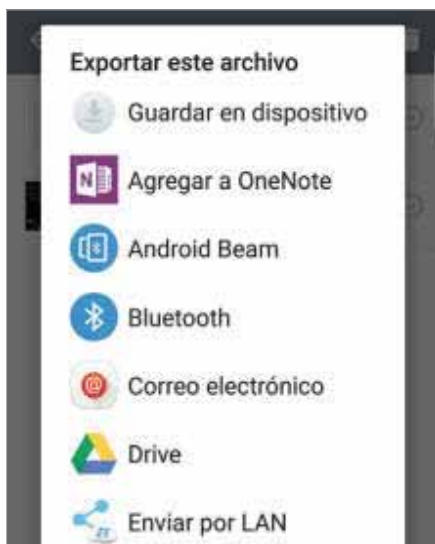 Exportar este archivo
Guardar en dispositivo
N
Agregar a OneNote
Android Beam
Bluetooth
@
Correo electrónico
Drive
Enviar por LAN